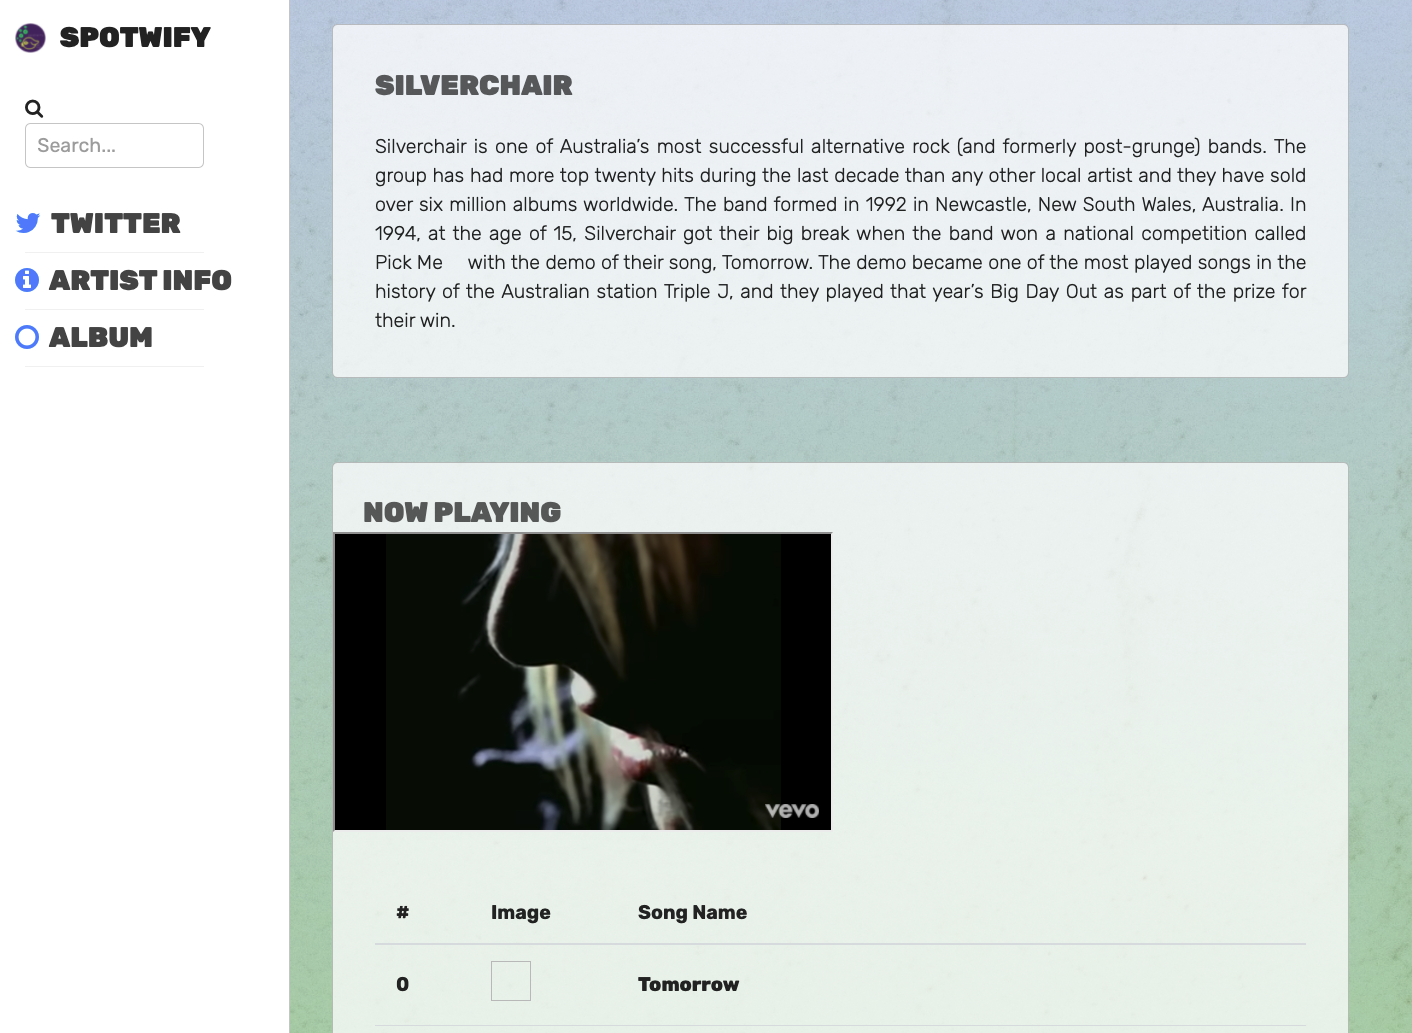 SPOTWIFY
Search...
TWITTER
ARTIST INFO
ALBUM
SILVERCHAIR
Silverchair is one of Australia’s most successful alternative rock (and formerly post-grunge) bands. The
group has had more top twenty hits during the last decade than any other local artist and they have sold
over six million albums worldwide. The band formed in 1992 in Newcastle, New South Wales, Australia. In
1994, at the age of 15, Silverchair got their big break when the band won a national competition called
Pick Me with the demo of their song, Tomorrow. The demo became one of the most played songs in the
history of the Australian station Triple J, and they played that year’s Big Day Out as part of the prize for
their win.
NOW PLAYING
vevo
# Image Song Name
0 Tomorrow